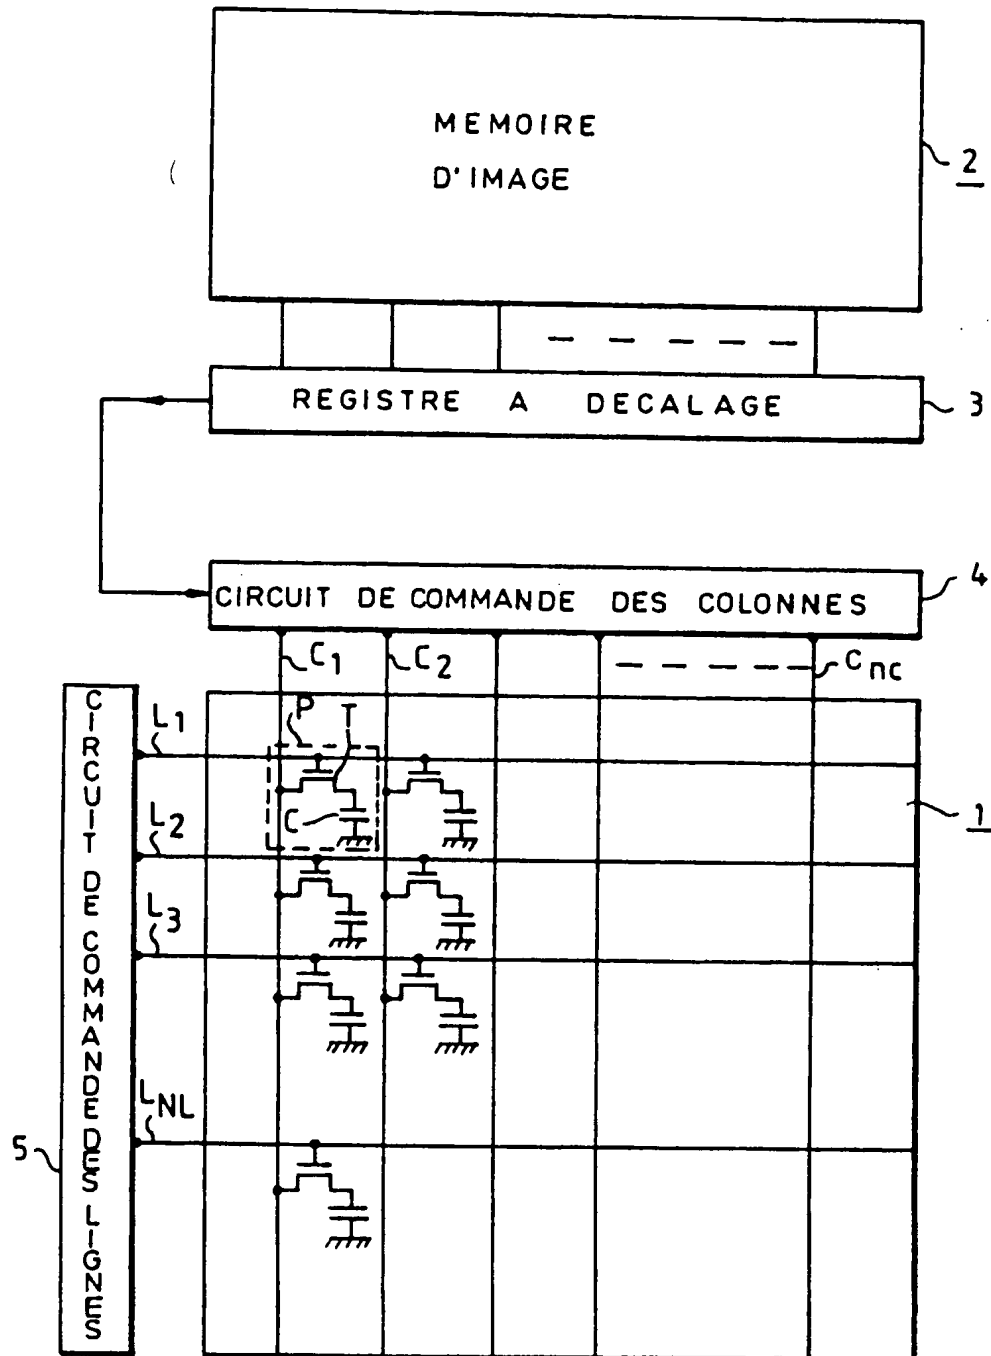 MEMOIRE
D'IMAGE
2
REGISTRE A DECALAGE
3
4
CIRCUIT DE COMMANDE DES COLONNES
C1
C2
Cnc
CIRCUIT DE COMMANDE DES LIGNES
L1
P
T
C
1
L2
L3
LNL
5